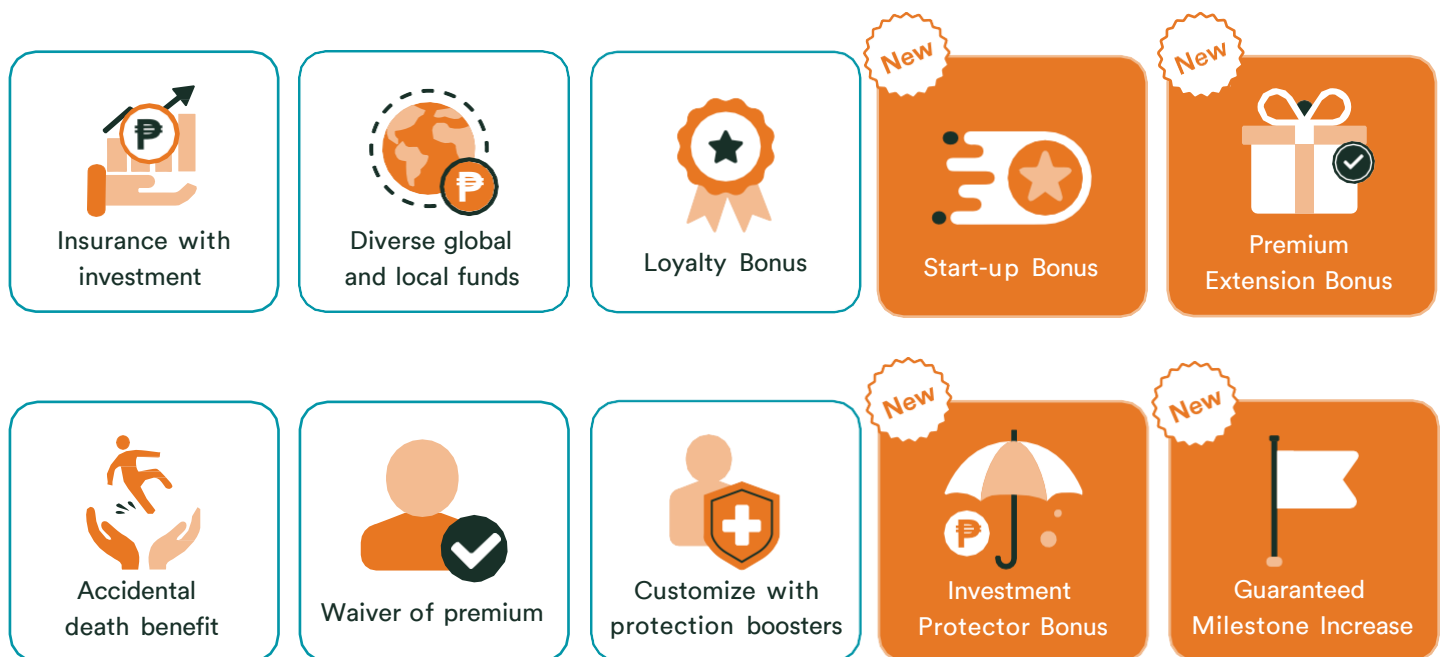 New
New
Insurance with
investment
Diverse global
and local funds
Loyalty Bonus
Start-up Bonus
Premium
Extension Bonus
New
New
Accidental
death benefit
Waiver of premium
Customize with
protection boosters
Investment
Protector Bonus
Guaranteed
Milestone Increase